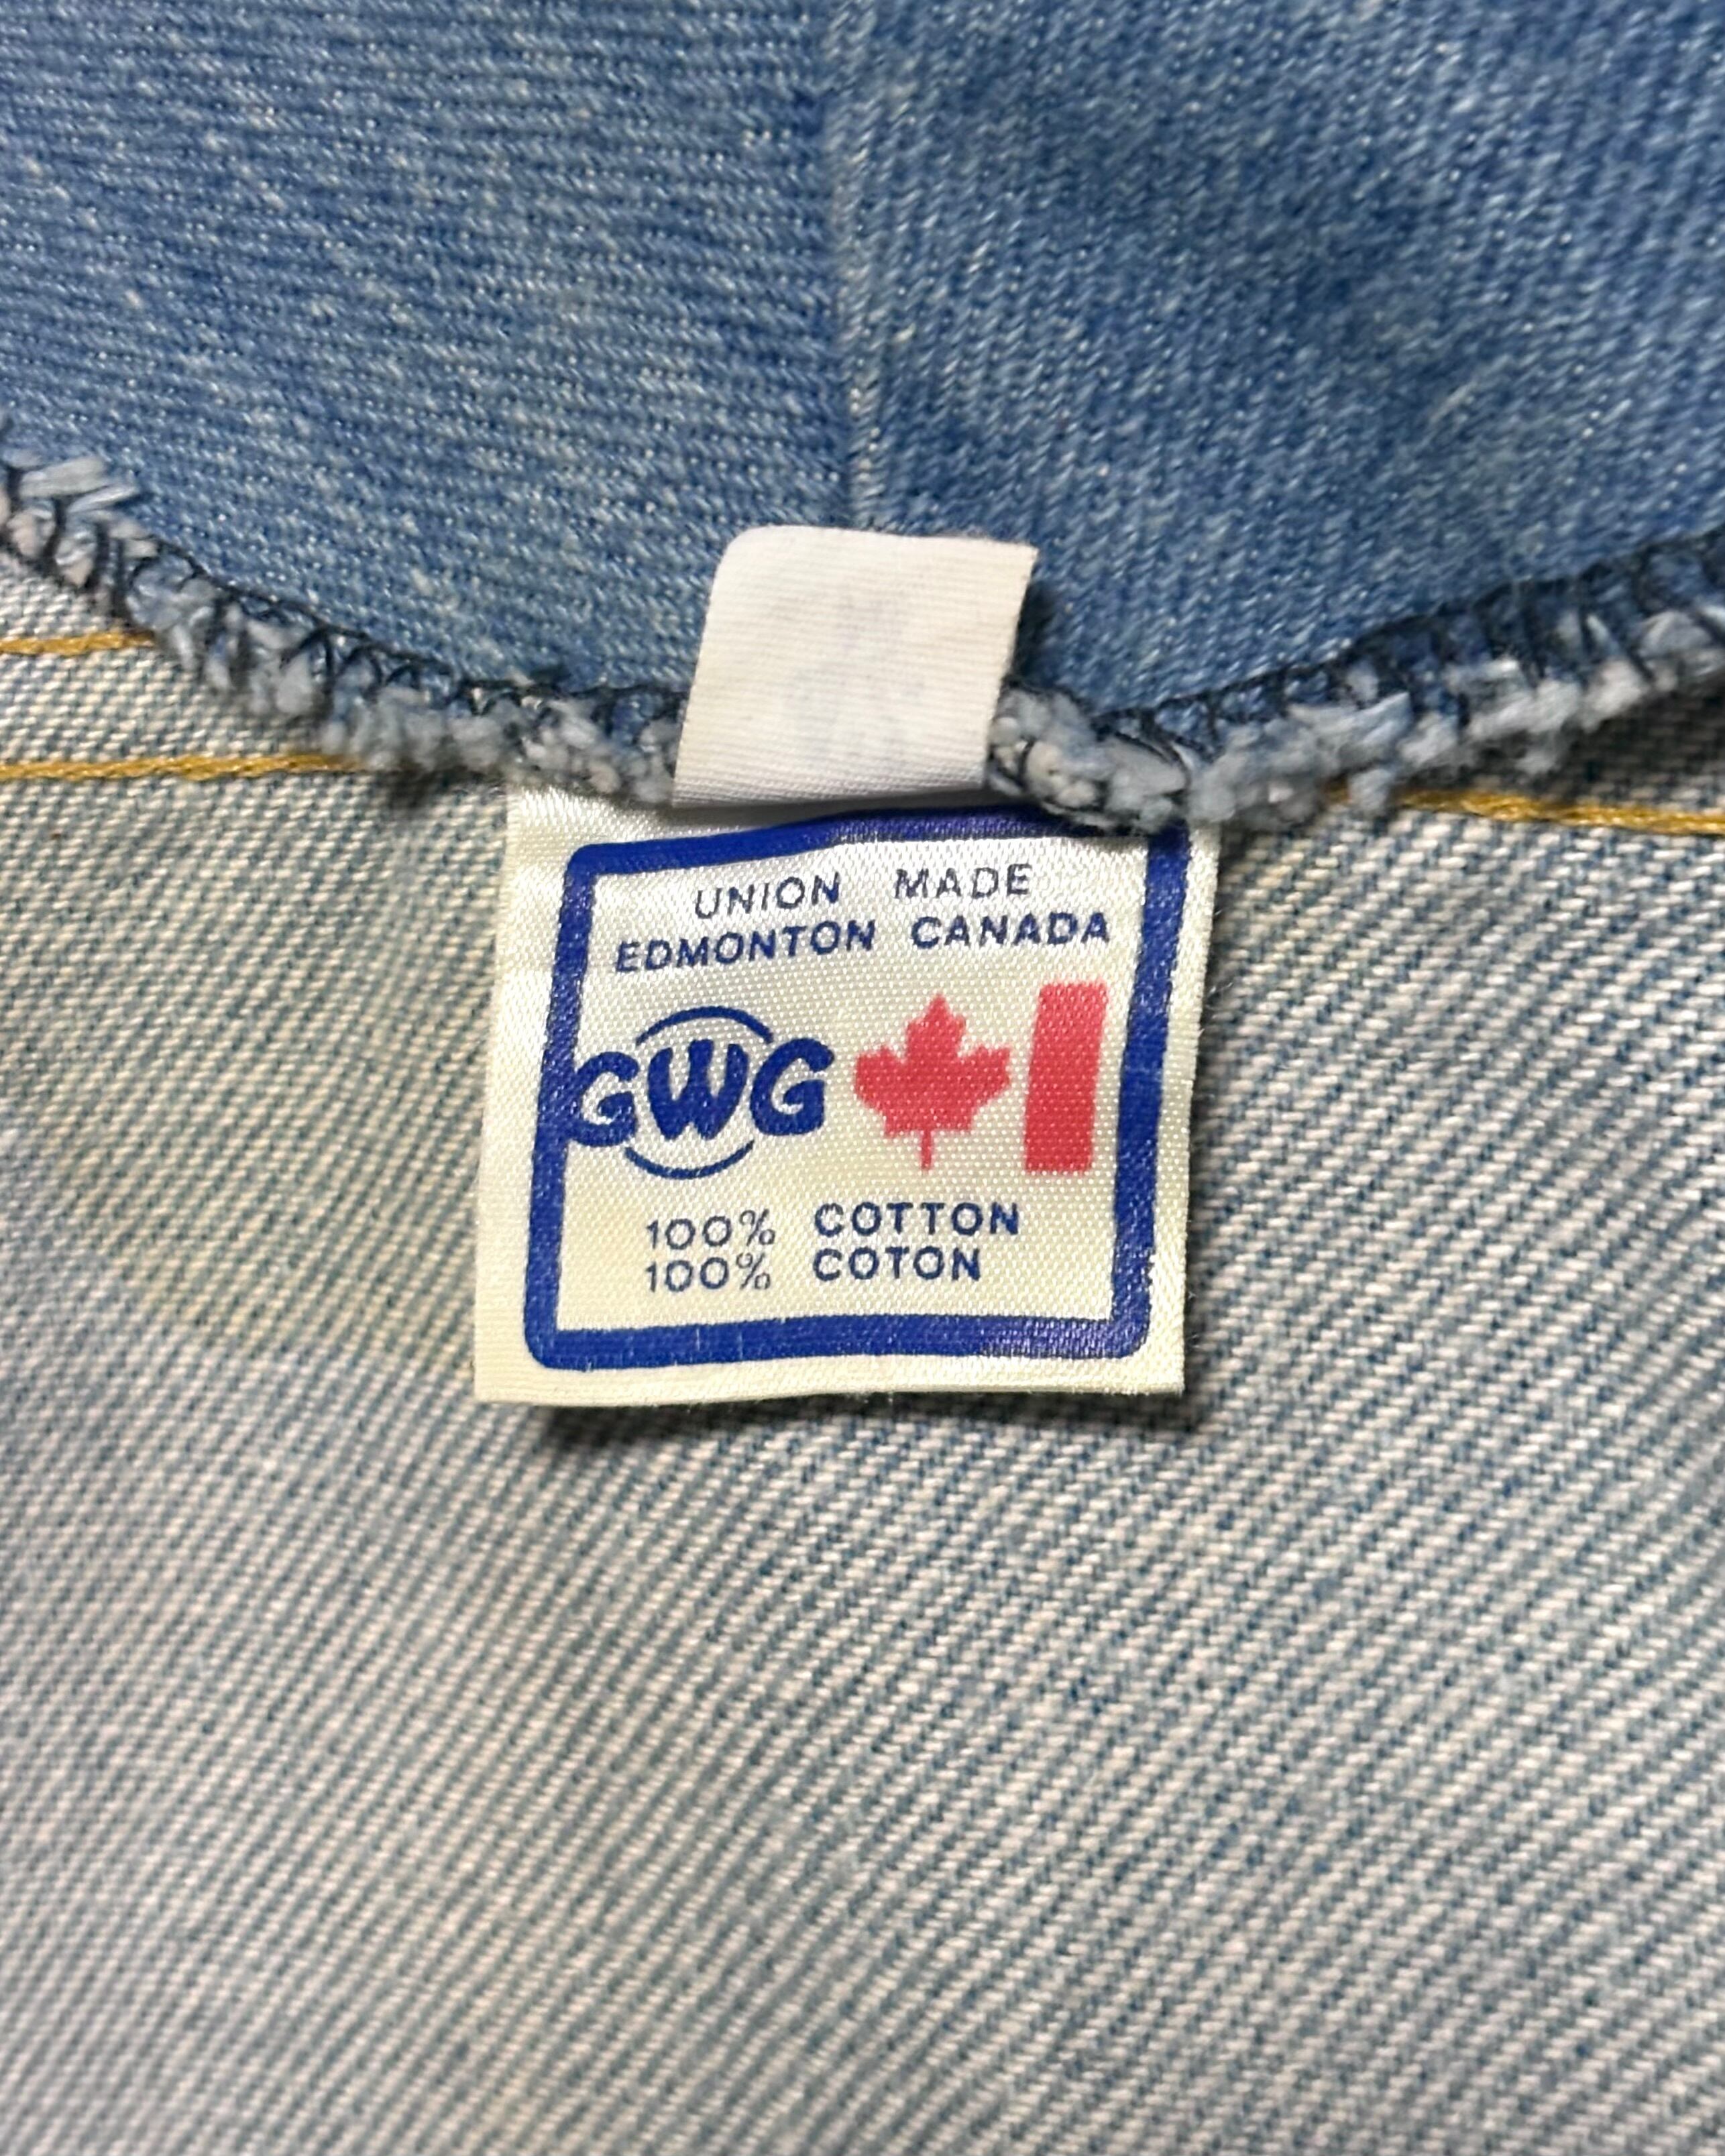 UNION MADE
EDMONTON CANADA
GWG
100% COTTON
100% COTON